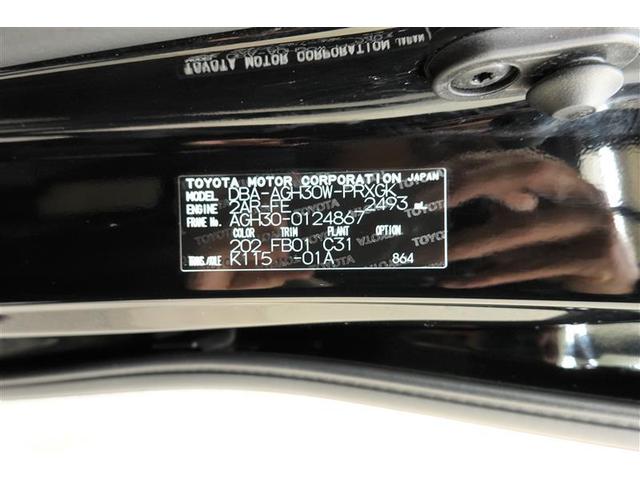 TOYOTA MOTOR CORPORATION JAPAN
MODEL DBA-AGH30W-PRXGK
ENGINE 2AR-FE 2493
FRAME No. AGH30-0124867
COLOR TRIM PLANT OPTION
202 FB01 C31
TRANS./AXLE K115 -01A 864